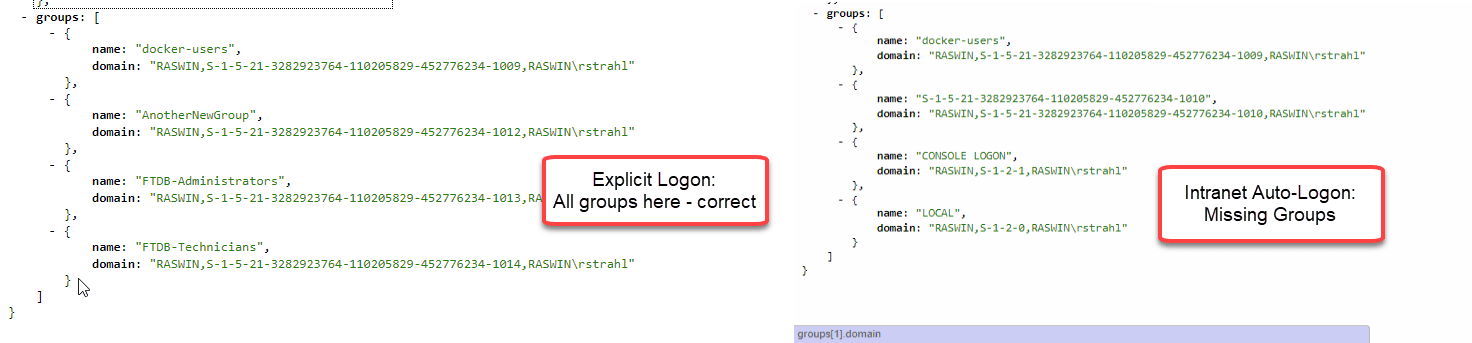 },
- groups: [
- {
name: "docker-users",
domain: "RASWIN,S-1-5-21-3282923764-110205829-452776234-1009,RASWIN\rstrahl"
},
- {
name: "AnotherNewGroup",
domain: "RASWIN,S-1-5-21-3282923764-110205829-452776234-1012,RASWIN\rstrahl"
},
- {
name: "FTDB-Administrators",
domain: "RASWIN,S-1-5-21-3282923764-110205829-452776234-1013,RA
},
- {
name: "FTDB-Technicians",
domain: "RASWIN,S-1-5-21-3282923764-110205829-452776234-1014,RASWIN\rstrahl"
}
]
}
Explicit Logon:
All groups here - correct
- groups: [
- {
name: "docker-users",
domain: "RASWIN,S-1-5-21-3282923764-110205829-452776234-1009,RASWIN\rstrahl"
},
- {
name: "S-1-5-21-3282923764-110205829-452776234-1010",
domain: "RASWIN,S-1-5-21-3282923764-110205829-452776234-1010,RASWIN\rstrahl"
},
- {
name: "CONSOLE LOGON",
domain: "RASWIN,S-1-2-1,RASWIN\rstrahl"
},
- {
name: "LOCAL",
domain: "RASWIN,S-1-2-0,RASWIN\rstrahl"
}
]
}
Intranet Auto-Logon:
Missing Groups
groups[1].domain